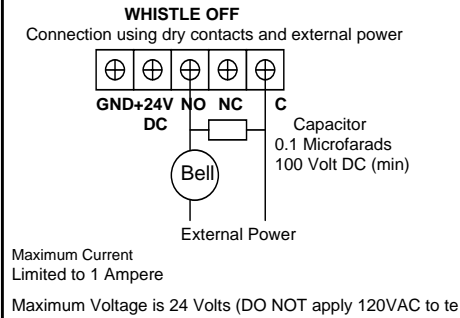 WHISTLE OFF
Connection using dry contacts and external power
GND+24V NO NC C
DC
Capacitor
0.1 Microfarads
100 Volt DC (min)
Bell
External Power
Maximum Current
Limited to 1 Ampere
Maximum Voltage is 24 Volts (DO NOT apply 120VAC to te